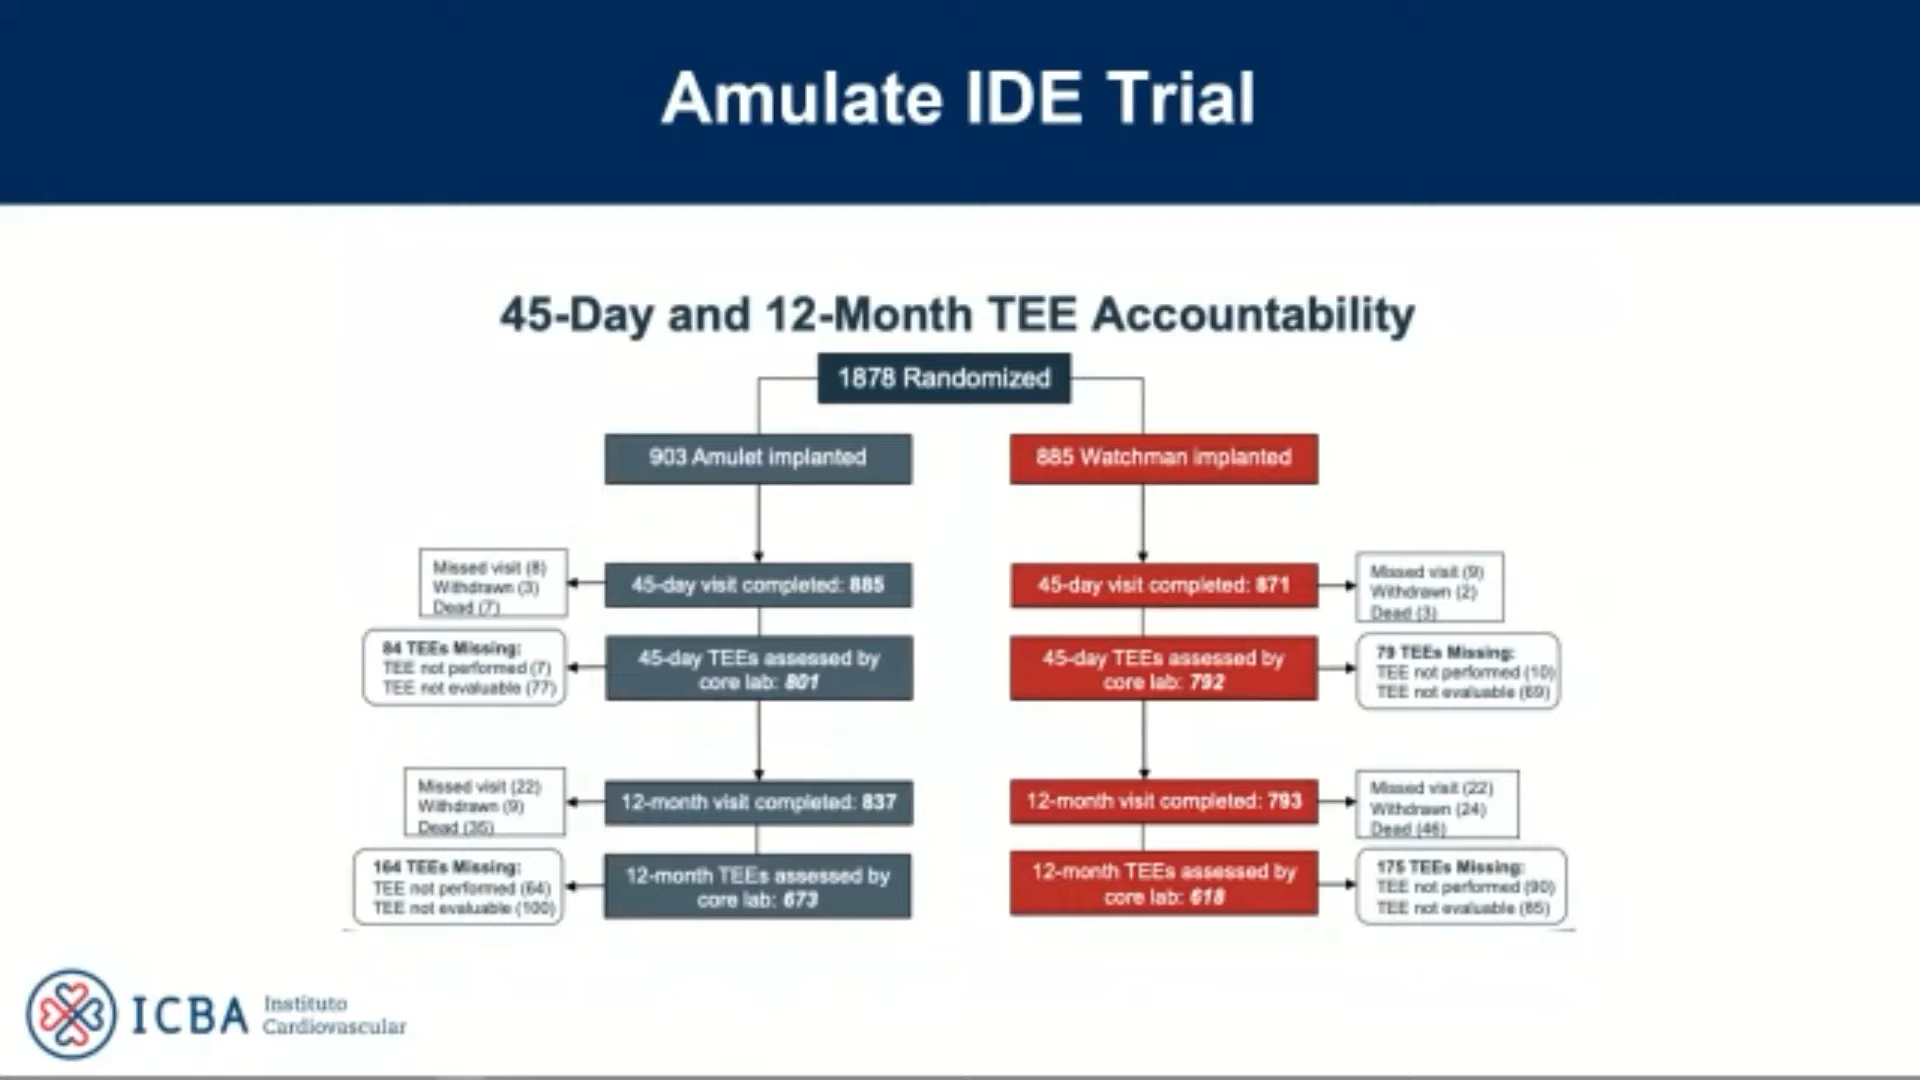 Amulate IDE Trial
45-Day and 12-Month TEE Accountability
1878 Randomized
903 Amulet implanted
885 Watchman implanted
Missed visit (8)
Withdrawn (3)
Dead (7)
45-day visit completed: 885
45-day visit completed: 871
Missed visit (9)
Withdrawn (2)
Dead (3)
84 TEEs Missing:
TEE not performed (7)
TEE not evaluable (77)
45-day TEEs assessed by
core lab: 801
45-day TEEs assessed by
core lab: 792
79 TEEs Missing:
TEE not performed (10)
TEE not evaluable (69)
Missed visit (22)
Withdrawn (9)
Dead (35)
12-month visit completed: 837
12-month visit completed: 793
Missed visit (22)
Withdrawn (24)
Dead (46)
164 TEEs Missing:
TEE not performed (64)
TEE not evaluable (100)
12-month TEEs assessed by
core lab: 673
12-month TEEs assessed by
core lab: 618
175 TEEs Missing:
TEE not performed (90)
TEE not evaluable (85)
ICBA
Instituto
Cardiovascular